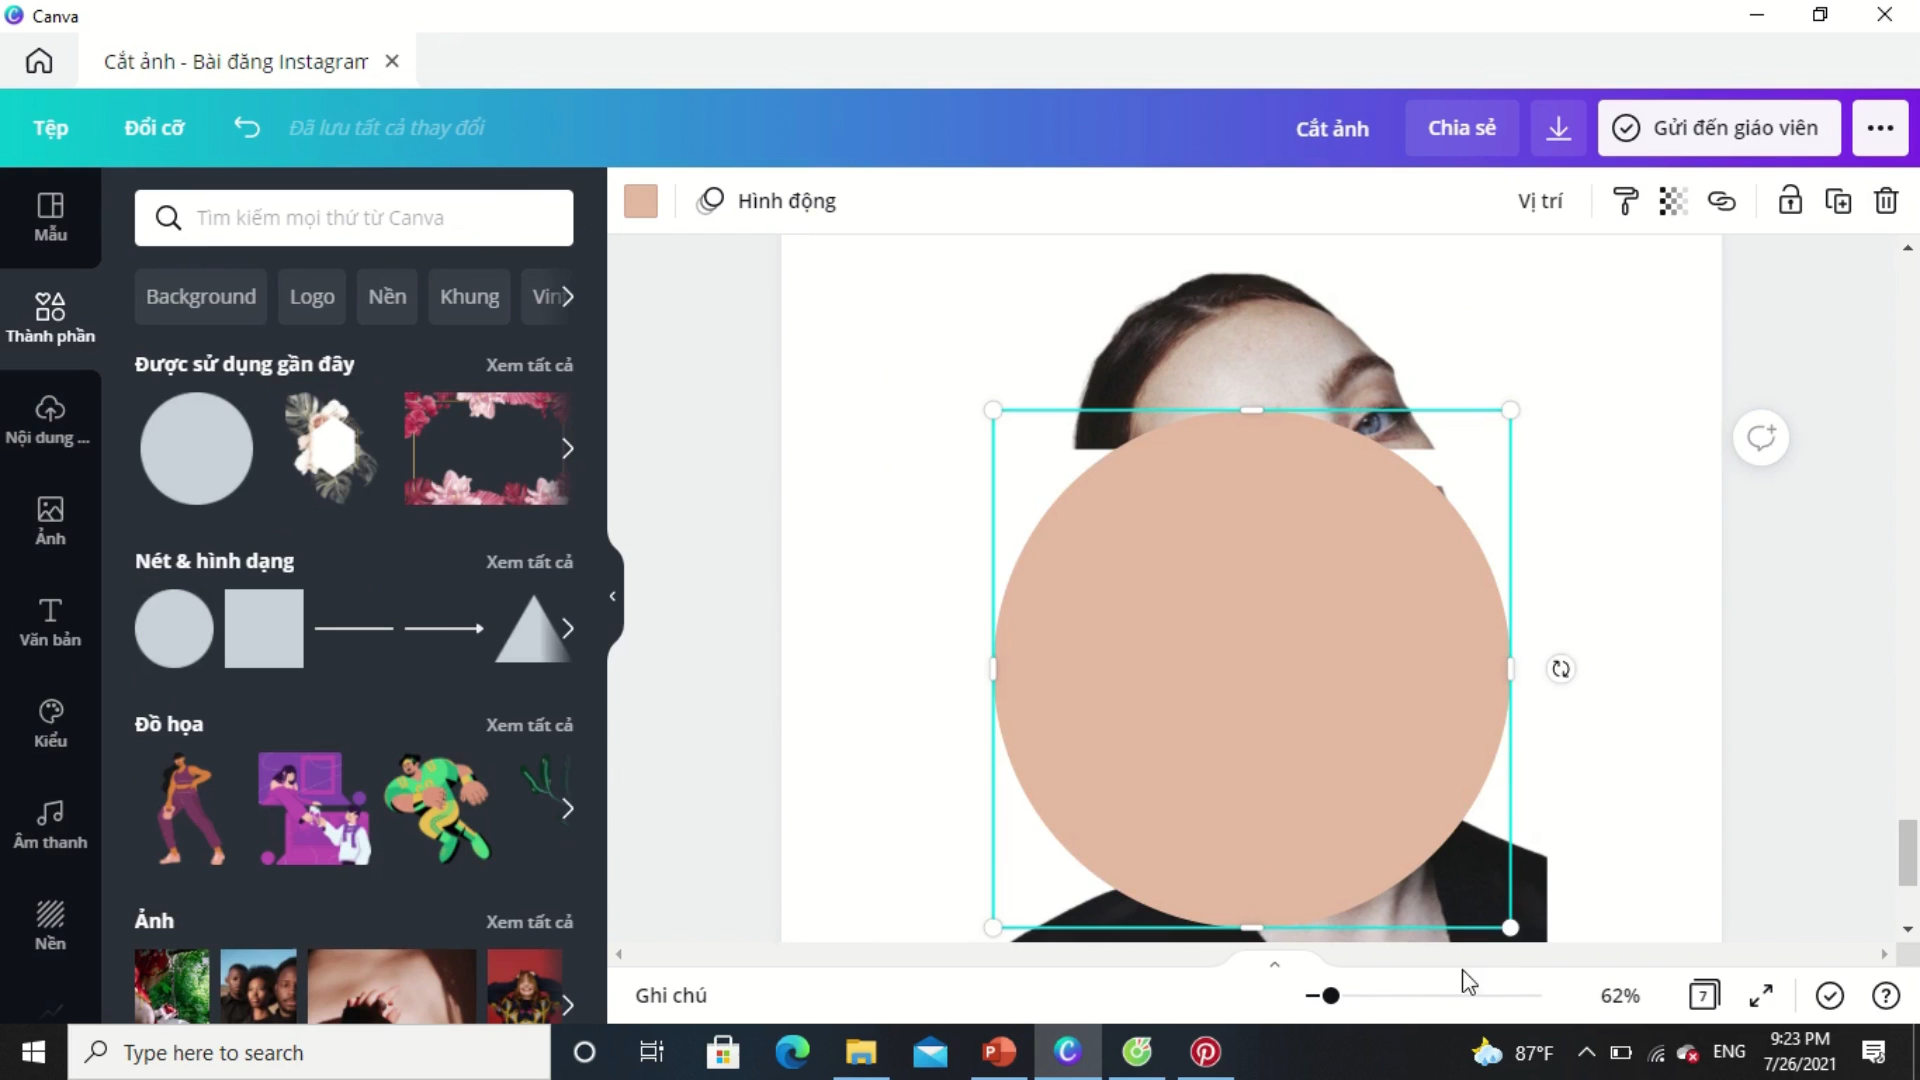 Canva
Cắt ảnh - Bài đăng Instagram
Tệp
Đổi cỡ
Đã lưu tất cả thay đổi
Cắt ảnh
Chia sẻ
Gửi đến giáo viên
Mẫu
Tìm kiếm mọi thứ từ Canva
Hình động
Vị trí
Background
Logo
Nền
Khung
Vin
Thành phần
Được sử dụng gần đây
Xem tất cả
Nội dung ...
Ảnh
Nét & hình dạng
Xem tất cả
Văn bản
Kiểu
Đồ họa
Xem tất cả
Âm thanh
Nền
Ảnh
Xem tất cả
Ghi chú
62%
7
Type here to search
87°F
ENG
9:23 PM
7/26/2021